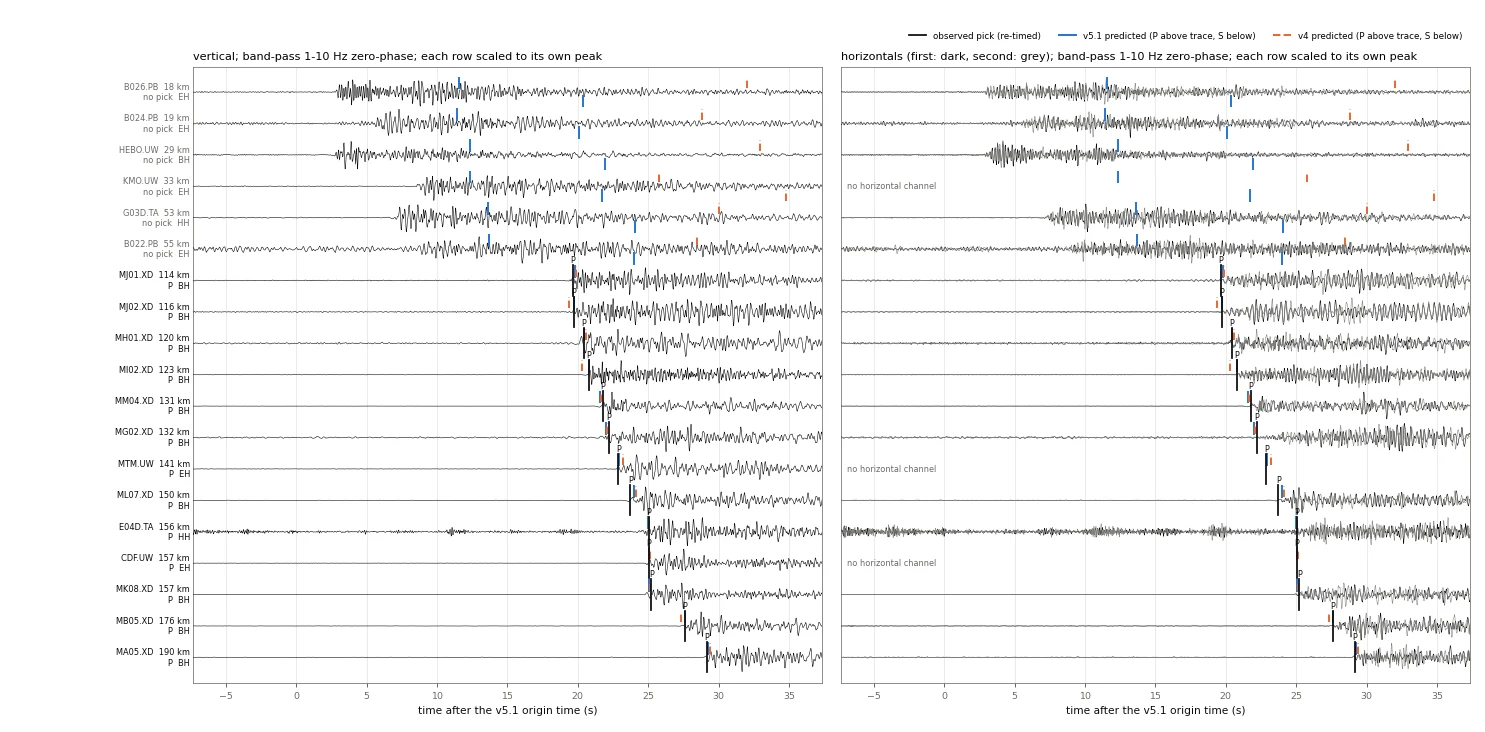 observed pick (re-timed)
v5.1 predicted (P above trace, S below)
v4 predicted (P above trace, S below)
vertical; band-pass 1-10 Hz zero-phase; each row scaled to its own peak
horizontals (first: dark, second: grey); band-pass 1-10 Hz zero-phase; each row scaled to its own peak
B026.PB 18 km
no pick EH
B024.PB 19 km
no pick EH
HEBO.UW 29 km
no pick BH
KMO.UW 33 km
no pick EH
no horizontal channel
G03D.TA 53 km
no pick HH
B022.PB 55 km
no pick EH
P
P
MJ01.XD 114 km
P BH
P
P
MJ02.XD 116 km
P BH
P
P
MH01.XD 120 km
P BH
P
P
MI02.XD 123 km
P BH
P
P
MM04.XD 131 km
P BH
P
P
MG02.XD 132 km
P BH
P
P
MTM.UW 141 km
P EH
no horizontal channel
P
P
ML07.XD 150 km
P BH
P
P
E04D.TA 156 km
P HH
P
P
CDF.UW 157 km
P EH
no horizontal channel
P
P
MK08.XD 157 km
P BH
P
P
MB05.XD 176 km
P BH
P
P
MA05.XD 190 km
P BH
−5 0 5 10 15 20 25 30 35
−5 0 5 10 15 20 25 30 35
time after the v5.1 origin time (s)
time after the v5.1 origin time (s)